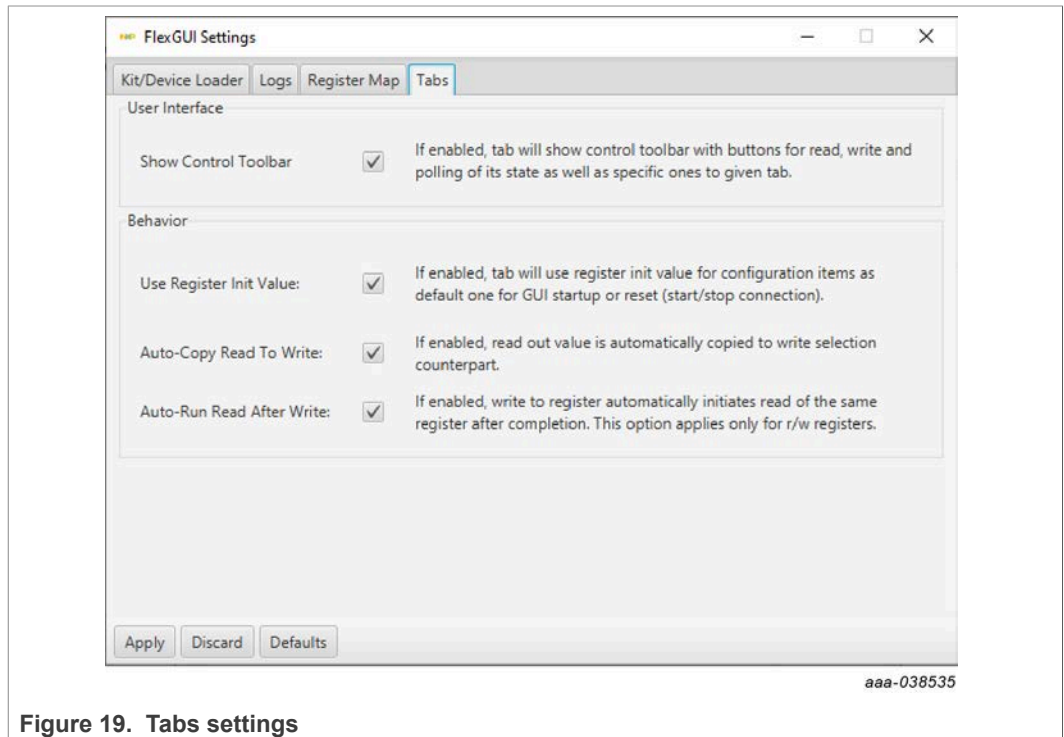 FlexGUI Settings
Kit/Device Loader Logs Register Map Tabs
User Interface
Show Control Toolbar
If enabled, tab will show control toolbar with buttons for read, write and
polling of its state as well as specific ones to given tab.
Behavior
Use Register Init Value:
If enabled, tab will use register init value for configuration items as
default one for GUI startup or reset (start/stop connection).
Auto-Copy Read To Write:
If enabled, read out value is automatically copied to write selection
counterpart.
Auto-Run Read After Write:
If enabled, write to register automatically initiates read of the same
register after completion. This option applies only for r/w registers.
Apply Discard Defaults
aaa-038535
Figure 19. Tabs settings